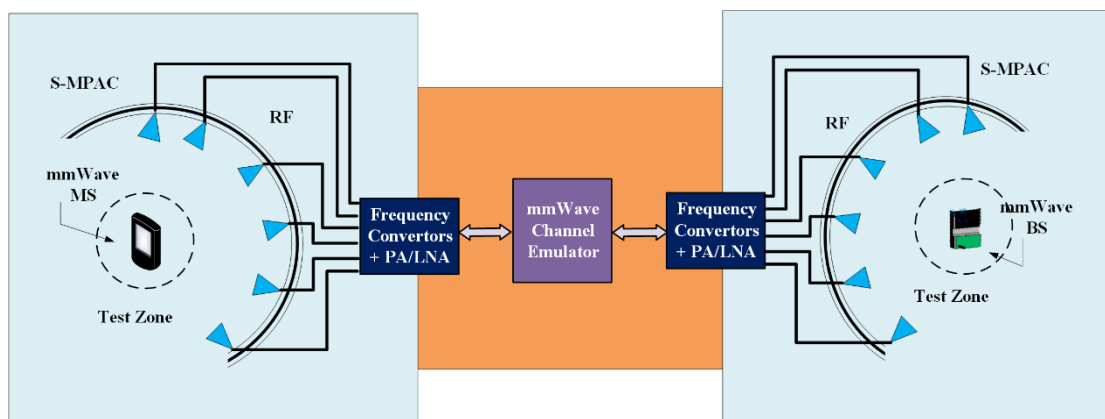 S-MPAC
RF
mmWave
MS
Test Zone
Frequency
Convertors
+ PA/LNA
mmWave
Channel
Emulator
Frequency
Convertors
+ PA/LNA
S-MPAC
RF
mmWave
BS
Test Zone